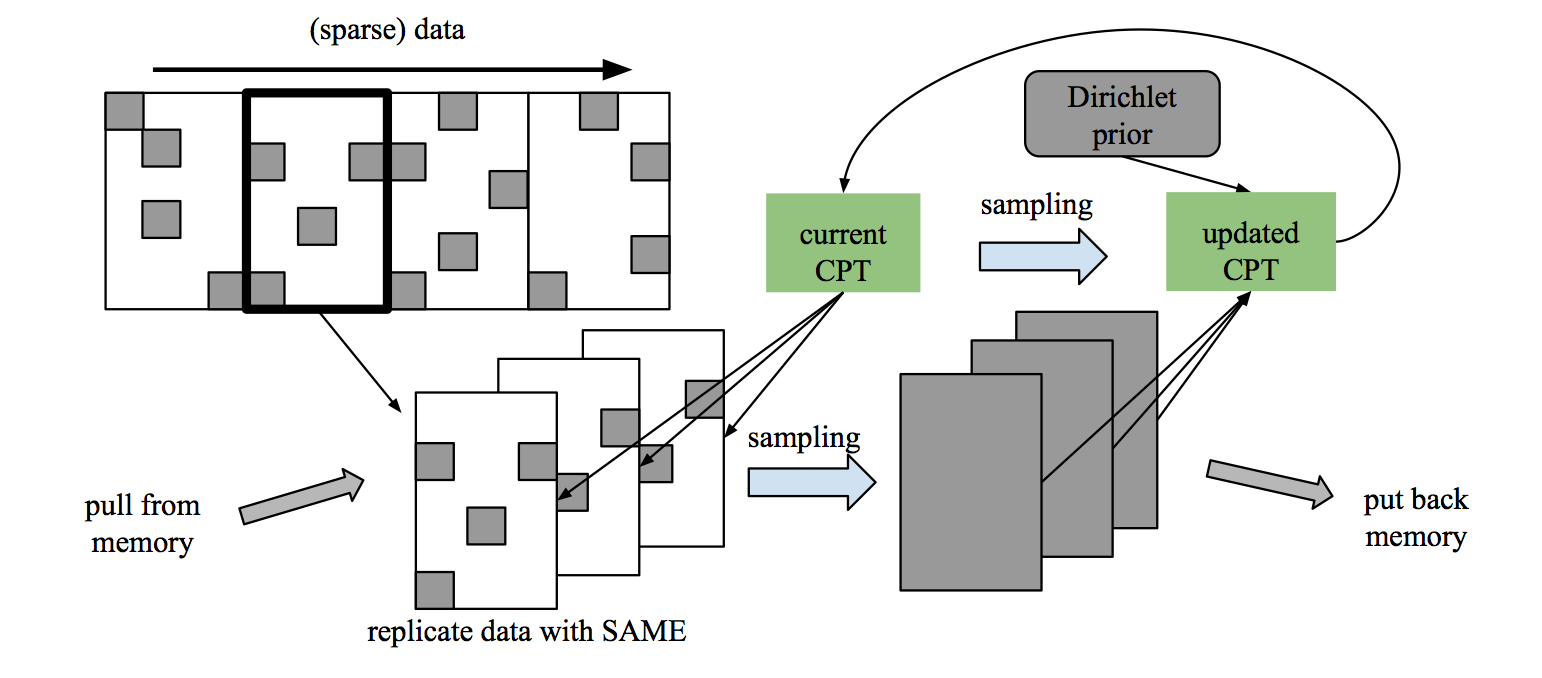 (sparse) data
Dirichlet
prior
sampling
current
CPT
updated
CPT
sampling
pull from
memory
put back
memory
replicate data with SAME